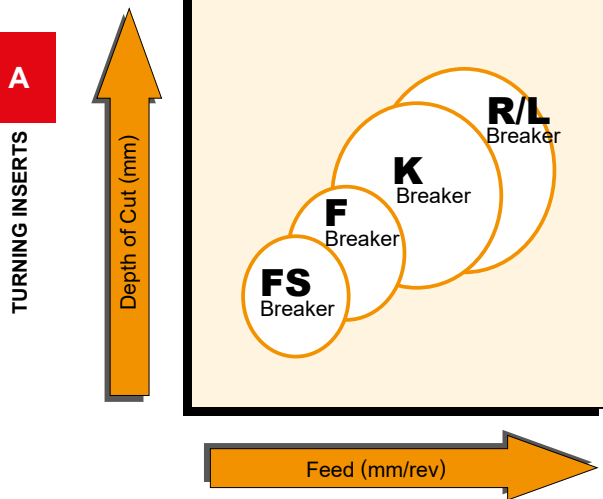 A
TURNING INSERTS
Depth of Cut (mm)
R/L
Breaker
K
Breaker
F
Breaker
FS
Breaker
Feed (mm/rev)